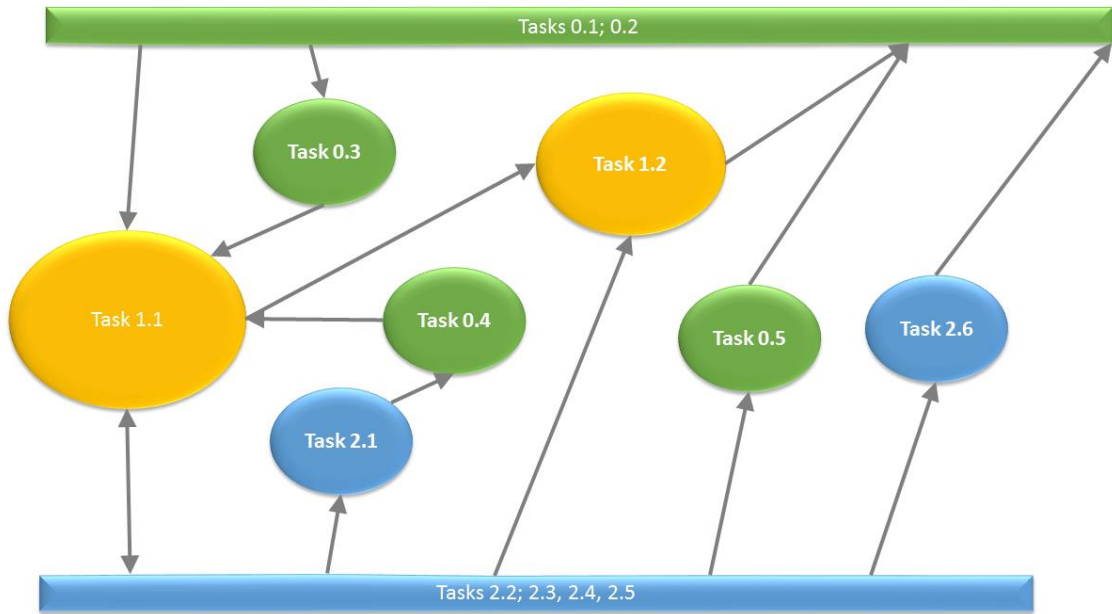 Tasks 0.1; 0.2
Task 0.3
Task 1.2
Task 1.1
Task 0.4
Task 0.5
Task 2.6
Task 2.1
Tasks 2.2; 2.3, 2.4, 2.5